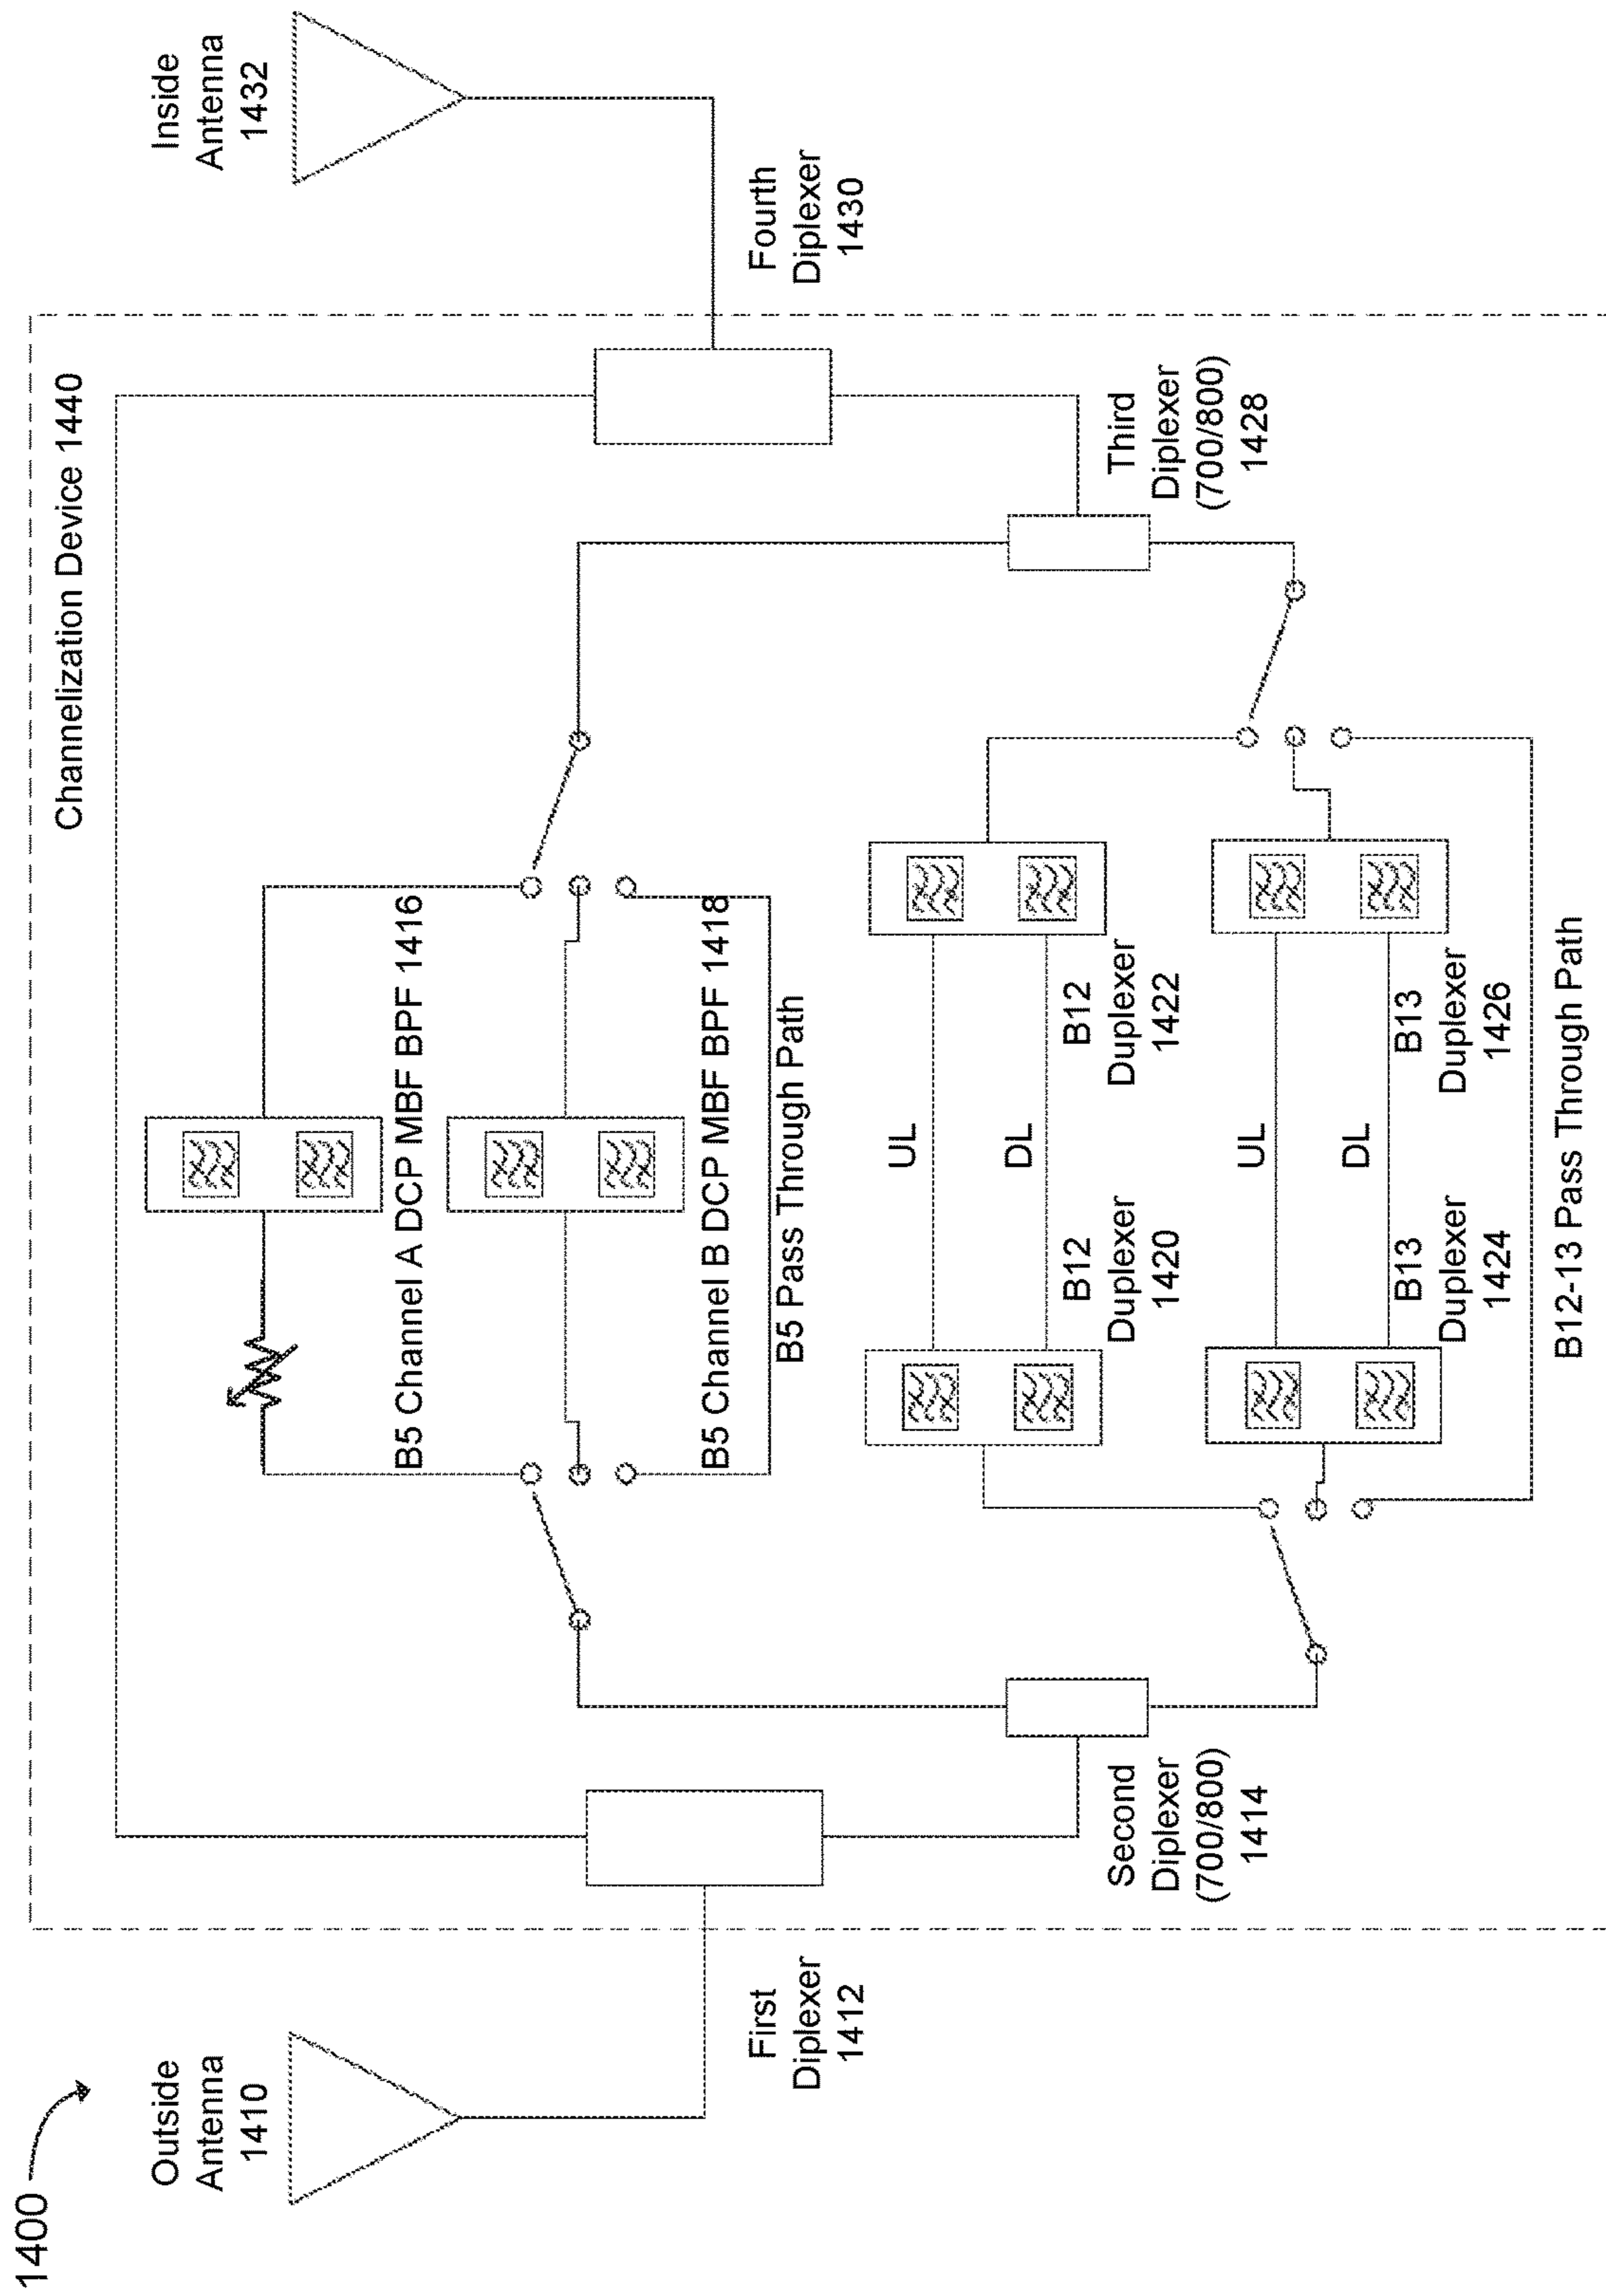 1400
Outside
Antenna
1410
First
Diplexer
1412
Channelization Device 1440
Second
Diplexer
(700/800)
1414
B5 Channel A DCP MBF BPF 1416
B5 Channel B DCP MBF BPF 1418
B5 Pass Through Path
UL
DL
B12
Duplexer
1420
B12
Duplexer
1422
UL
DL
B13
Duplexer
1424
B13
Duplexer
1426
B12-13 Pass Through Path
Third
Diplexer
(700/800)
1428
Fourth
Diplexer
1430
Inside
Antenna
1432